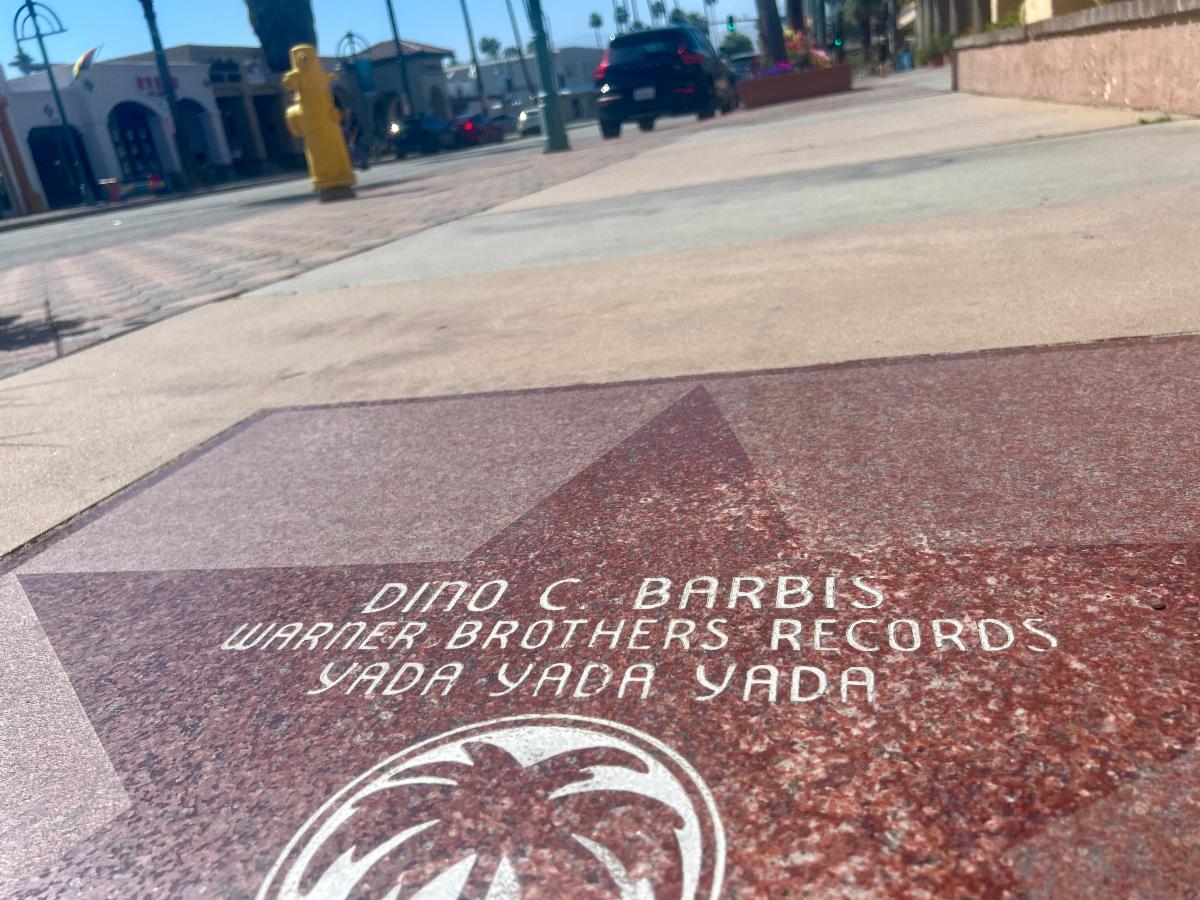 DINO C. BARBIS
WARNER BROTHERS RECORDS
YADA YADA YADA